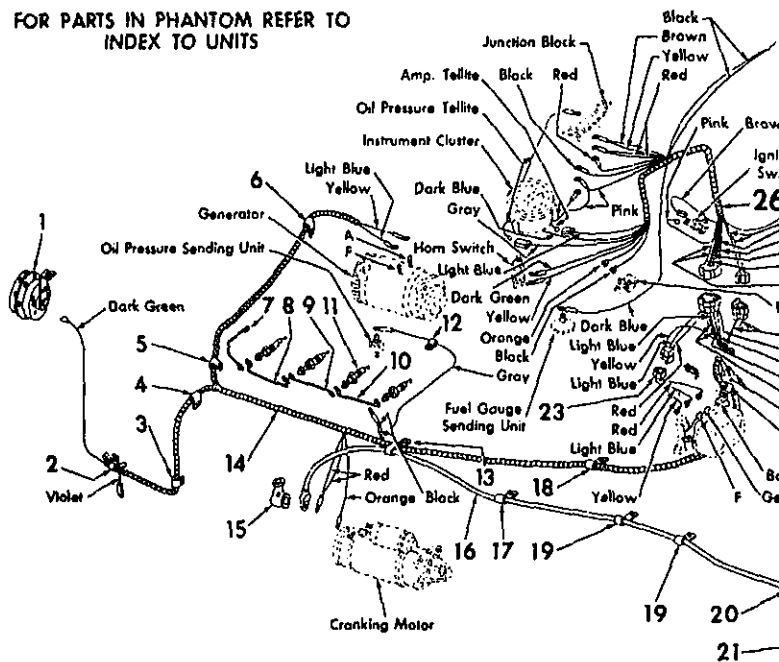 FOR PARTS IN PHANTOM REFER TO
INDEX TO UNITS
Junction Block
Black
Brown
Yellow
Red
Amp. Tellite
Black
Red
Oil Pressure Tellite
Instrument Cluster
Pink
Light Blue
Yellow
Dark Blue
Gray
Pink
26
6
Generator
1
Oil Pressure Sending Unit
A
F
Horn Switch
Light Blue
Dark Green
Yellow
Orange
Black
Gray
Dark Green
7
8
9
11
12
10
5
4
Dark Blue
Light Blue
Yellow
Light Blue
Fuel Gauge
Sending Unit
23
Red
Red
Light Blue
3
14
2
Violet
13
18
Yellow
F
15
Red
Orange
Black
16
17
19
19
20
Cranking Motor
21